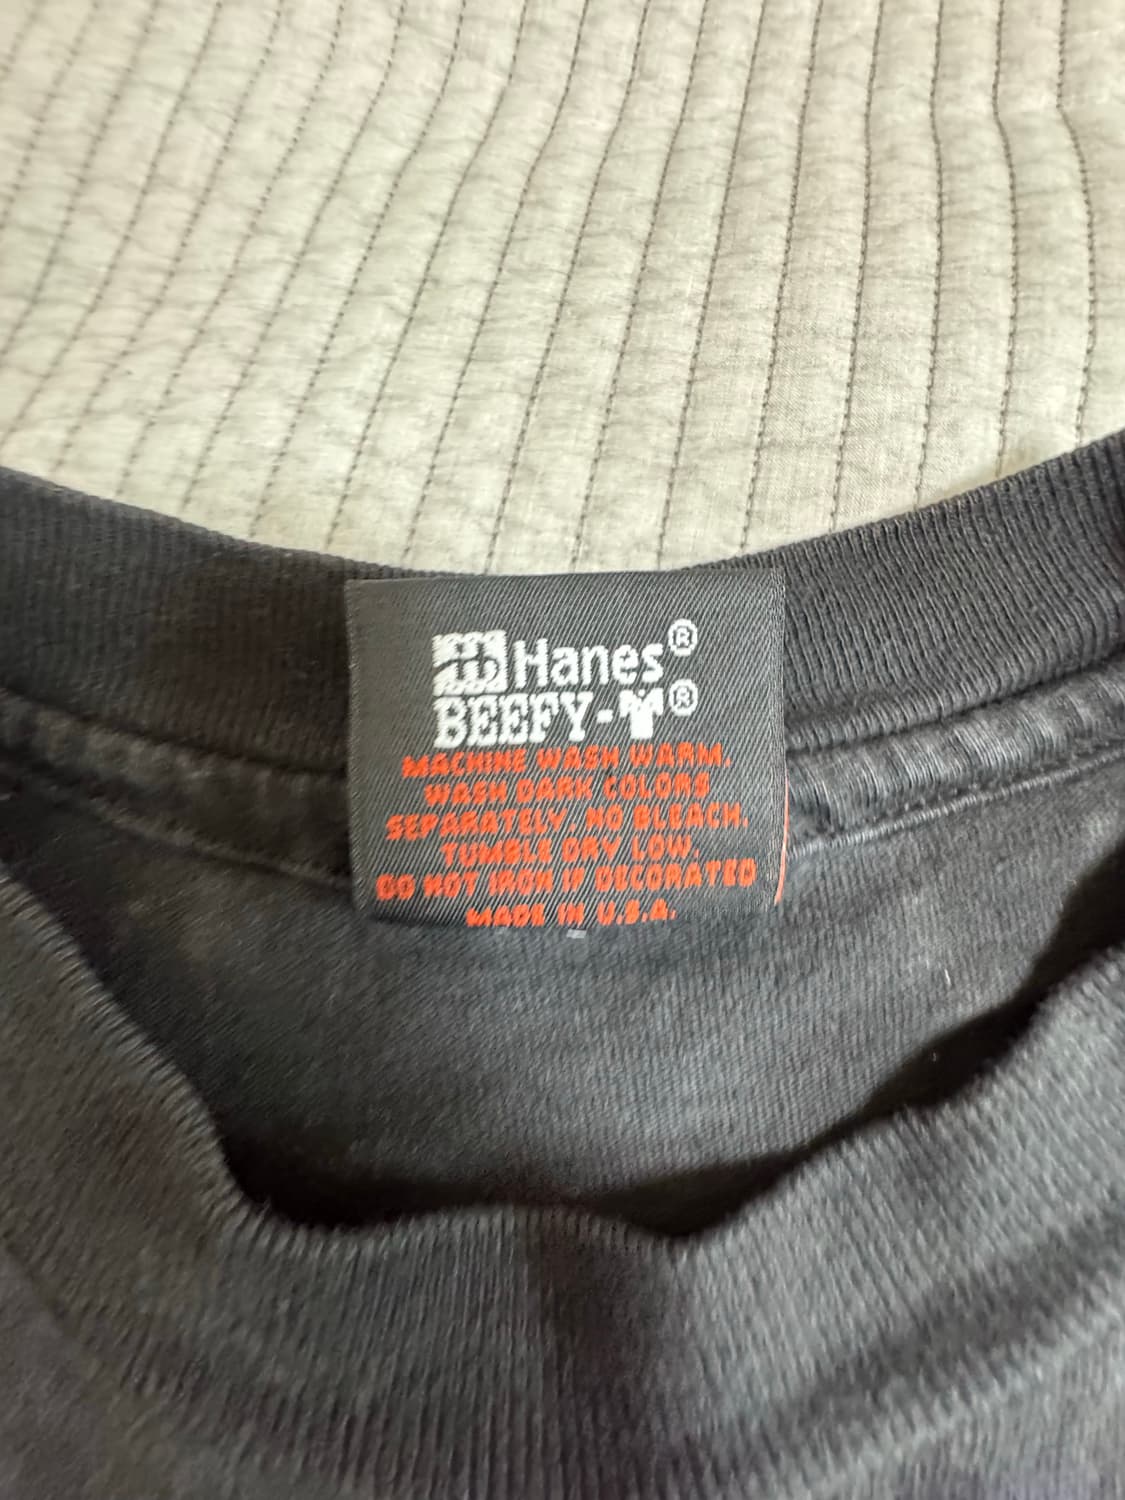 Hanes®
BEEFY-T®
MACHINE WASH WARM.
WASH DARK COLORS
SEPARATELY. NO BLEACH.
TUMBLE DRY LOW.
DO NOT IRON IF DECORATED
MADE IN U.S.A.